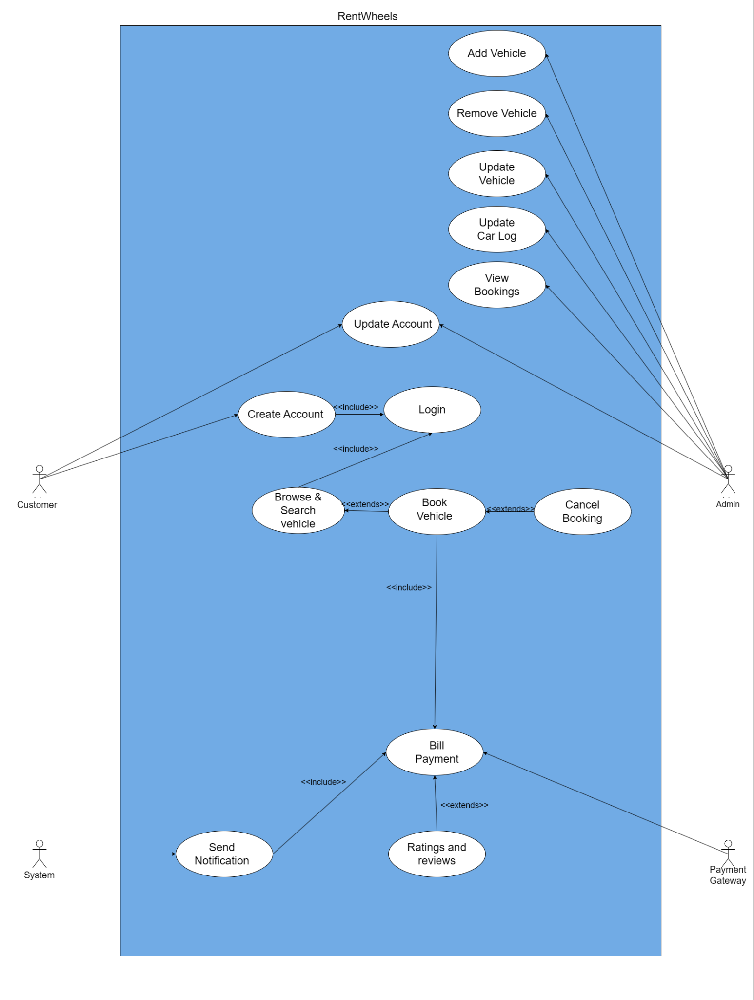 RentWheels
Add Vehicle
Remove Vehicle
Update
Vehicle
Update
Car Log
View
Bookings
Update Account
Create Account
<<include>>
Login
<<include>>
Customer
Admin
Browse &
Search
vehicle
<<extends>>
Book
Vehicle
<<extends>>
Cancel
Booking
<<include>>
Bill
Payment
<<include>>
<<extends>>
Send
Notification
Ratings and
reviews
System
Payment
Gateway